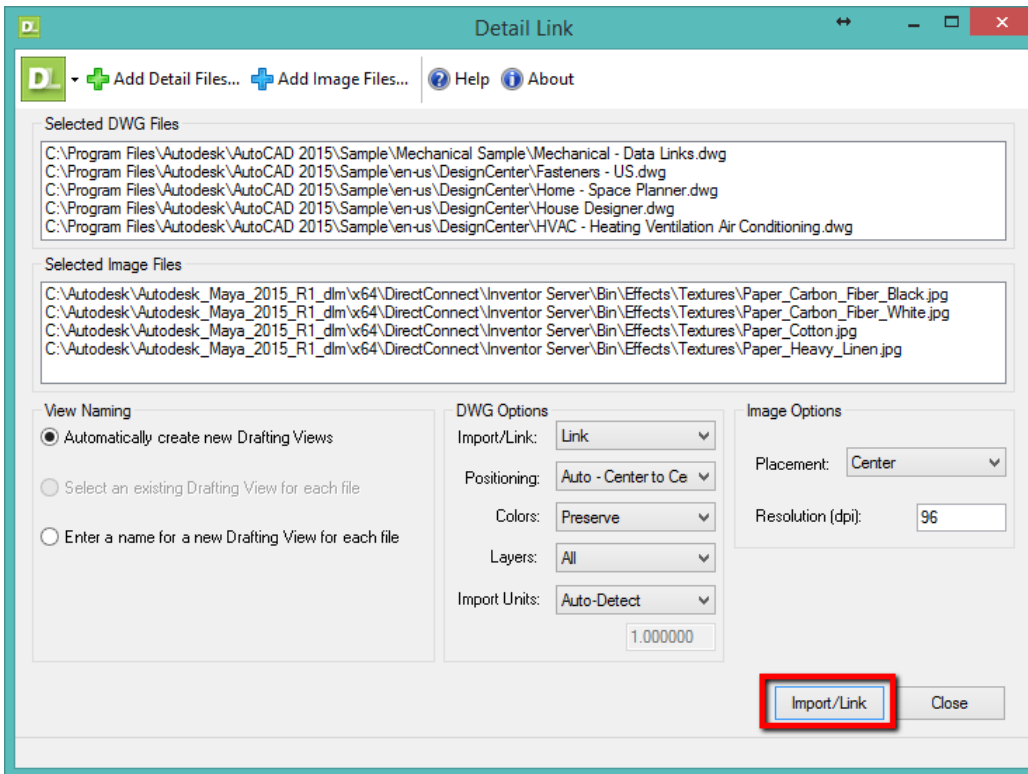 DL Detail Link
DL Add Detail Files... Add Image Files... Help About
Selected DWG Files
C:\Program Files\Autodesk\AutoCAD 2015\Sample\Mechanical Sample\Mechanical - Data Links.dwg
C:\Program Files\Autodesk\AutoCAD 2015\Sample\en-us\DesignCenter\Fasteners - US.dwg
C:\Program Files\Autodesk\AutoCAD 2015\Sample\en-us\DesignCenter\Home - Space Planner.dwg
C:\Program Files\Autodesk\AutoCAD 2015\Sample\en-us\DesignCenter\House Designer.dwg
C:\Program Files\Autodesk\AutoCAD 2015\Sample\en-us\DesignCenter\HVAC - Heating Ventilation Air Conditioning.dwg
Selected Image Files
C:\Autodesk\Autodesk_Maya_2015_R1_dlm\x64\DirectConnect\Inventor Server\Bin\Effects\Textures\Paper_Carbon_Fiber_Black.jpg
C:\Autodesk\Autodesk_Maya_2015_R1_dlm\x64\DirectConnect\Inventor Server\Bin\Effects\Textures\Paper_Carbon_Fiber_White.jpg
C:\Autodesk\Autodesk_Maya_2015_R1_dlm\x64\DirectConnect\Inventor Server\Bin\Effects\Textures\Paper_Cotton.jpg
C:\Autodesk\Autodesk_Maya_2015_R1_dlm\x64\DirectConnect\Inventor Server\Bin\Effects\Textures\Paper_Heavy_Linen.jpg
View Naming
Automatically create new Drafting Views
Select an existing Drafting View for each file
Enter a name for a new Drafting View for each file
DWG Options
Import/Link: Link
Positioning: Auto - Center to Ce
Colors: Preserve
Layers: All
Import Units: Auto-Detect
1.000000
Image Options
Placement: Center
Resolution (dpi): 96
Import/Link Close